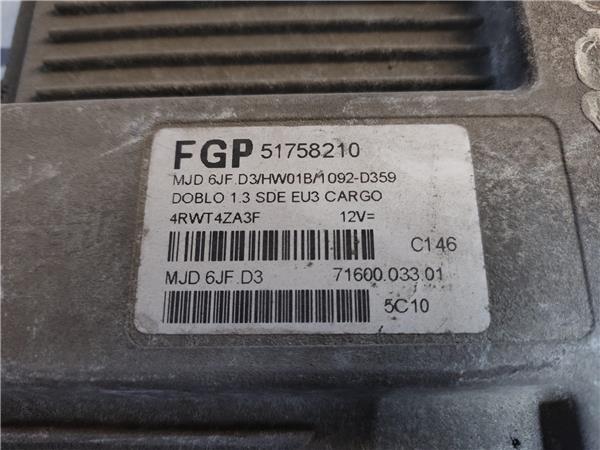 FGP 51758210
MJD 6JF.D3/HW01B/1092-D359
DOBLO 1.3 SDE EU3 CARGO
4RWT4ZA3F 12V=
C146
MJD 6JF.D3 71600.033.01
5C10